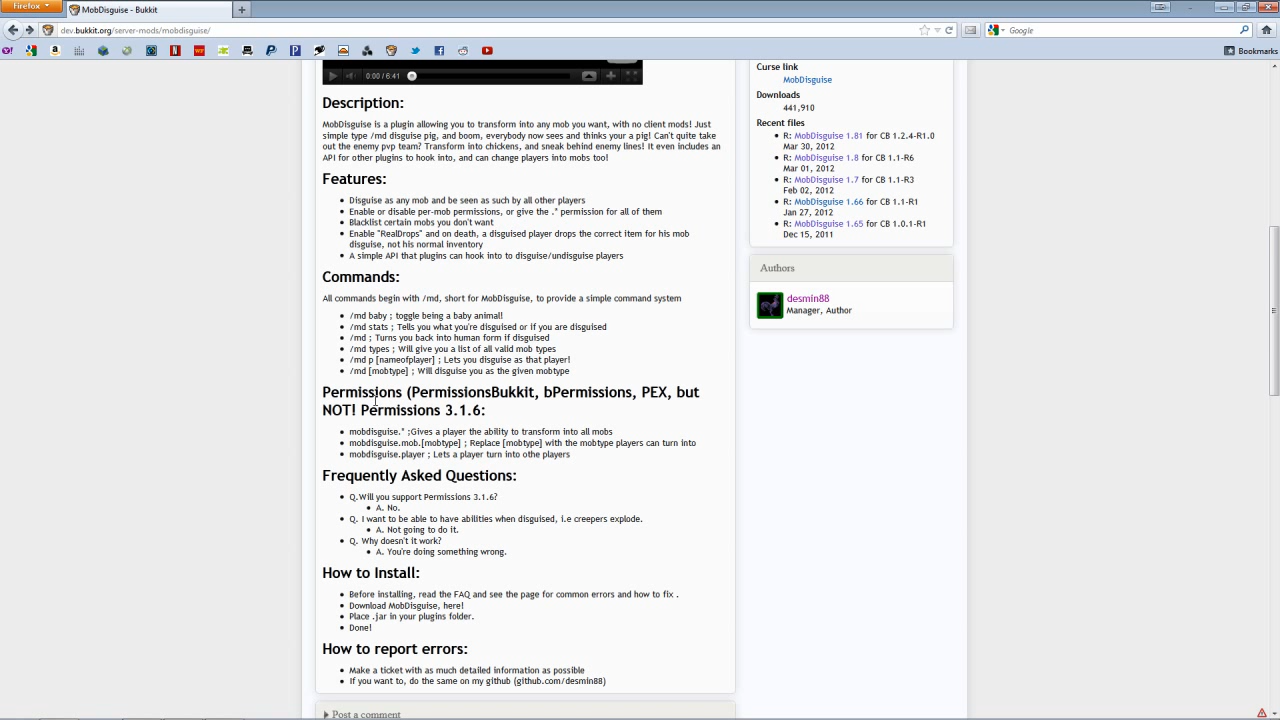 Firefox
MobDisguise - Bukkit
dev.bukkit.org/server-mods/mobdisguise/
Google
Bookmarks
0:00 / 6:41
Description:
MobDisguise is a plugin allowing you to transform into any mob you want, with no client mods! Just
simple type /md disguise pig, and boom, everybody now sees and thinks your a pig! Can't quite take
out the enemy pvp team? Transform into chickens, and sneak behind enemy lines! It even includes an
API for other plugins to hook into, and can change players into mobs too!
Features:
• Disguise as any mob and be seen as such by all other players
• Enable or disable per-mob permissions, or give the .* permission for all of them
• Blacklist certain mobs you don't want
• Enable "RealDrops" and on death, a disguised player drops the correct item for his mob
disguise, not his normal inventory
• A simple API that plugins can hook into to disguise/undisguise players
Commands:
All commands begin with /md, short for MobDisguise, to provide a simple command system
• /md baby ; toggle being a baby animal!
• /md stats ; Tells you what you're disguised or if you are disguised
• /md ; Turns you back into human form if disguised
• /md types ; Will give you a list of all valid mob types
• /md p [nameofplayer] ; Lets you disguise as that player!
• /md [mobtype] ; Will disguise you as the given mobtype
Permissions (PermissionsBukkit, bPermissions, PEX, but
NOT! Permissions 3.1.6:
• mobdisguise.* ;Gives a player the ability to transform into all mobs
• mobdisguise.mob.[mobtype] ; Replace [mobtype] with the mobtype players can turn into
• mobdisguise.player ; Lets a player turn into othe players
Frequently Asked Questions:
• Q.Will you support Permissions 3.1.6?
• A. No.
• Q. I want to be able to have abilities when disguised, i.e creepers explode.
• A. Not going to do it.
• Q. Why doesn't it work?
• A. You're doing something wrong.
How to Install:
• Before installing, read the FAQ and see the page for common errors and how to fix .
• Download MobDisguise, here!
• Place .jar in your plugins folder.
• Done!
How to report errors:
• Make a ticket with as much detailed information as possible
• If you want to, do the same on my github (github.com/desmin88)
Post a comment
Curse link
MobDisguise
Downloads
441,910
Recent files
• R: MobDisguise 1.81 for CB 1.2.4-R1.0
Mar 30, 2012
• R: MobDisguise 1.8 for CB 1.1-R6
Mar 01, 2012
• R: MobDisguise 1.7 for CB 1.1-R3
Feb 02, 2012
• R: MobDisguise 1.66 for CB 1.1-R1
Jan 27, 2012
• R: MobDisguise 1.65 for CB 1.0.1-R1
Dec 15, 2011
Authors
desmin88
Manager, Author